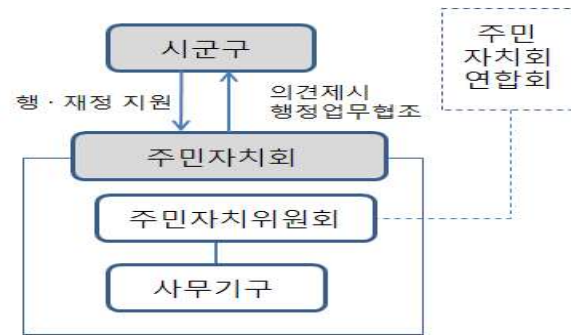 시군구
주민
자치회
연합회
행 · 재정 지원
의견제시
행정업무협조
주민자치회
주민자치위원회
사무기구